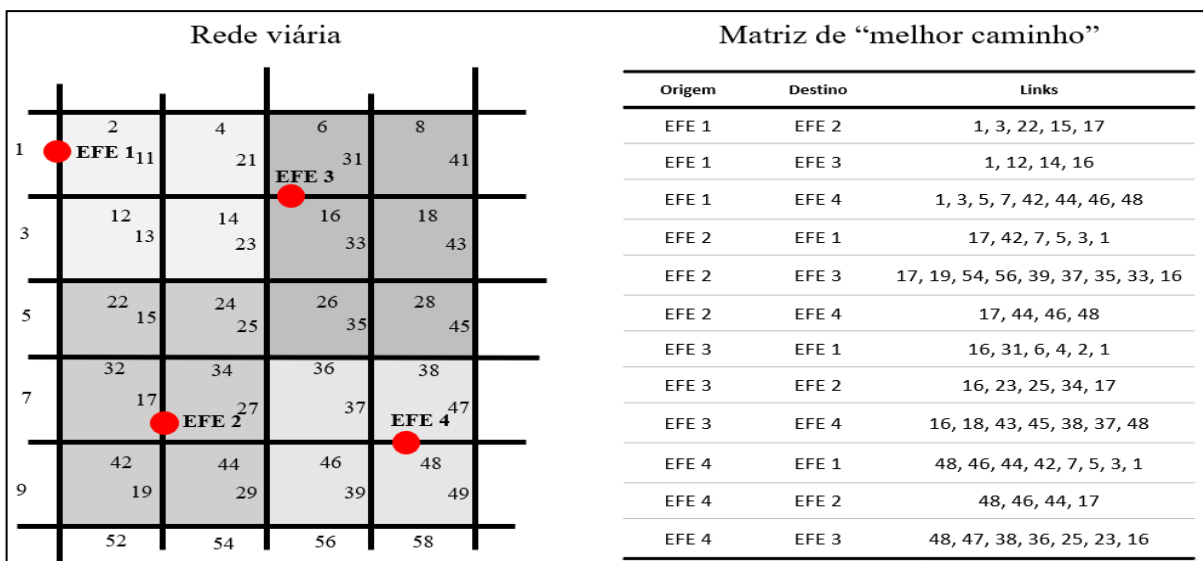 Rede viária
2 4 6 8
1 EFE 1 11 21 31 41
EFE 3
12 14 16 18
3 13 23 33 43
22 24 26 28
5 15 25 35 45
32 34 36 38
7 17 27 37 47
EFE 2 EFE 4
42 44 46 48
9 19 29 39 49
52 54 56 58
Matriz de “melhor caminho”
Origem Destino Links
EFE 1 EFE 2 1, 3, 22, 15, 17
EFE 1 EFE 3 1, 12, 14, 16
EFE 1 EFE 4 1, 3, 5, 7, 42, 44, 46, 48
EFE 2 EFE 1 17, 42, 7, 5, 3, 1
EFE 2 EFE 3 17, 19, 54, 56, 39, 37, 35, 33, 16
EFE 2 EFE 4 17, 44, 46, 48
EFE 3 EFE 1 16, 31, 6, 4, 2, 1
EFE 3 EFE 2 16, 23, 25, 34, 17
EFE 3 EFE 4 16, 18, 43, 45, 38, 37, 48
EFE 4 EFE 1 48, 46, 44, 42, 7, 5, 3, 1
EFE 4 EFE 2 48, 46, 44, 17
EFE 4 EFE 3 48, 47, 38, 36, 25, 23, 16